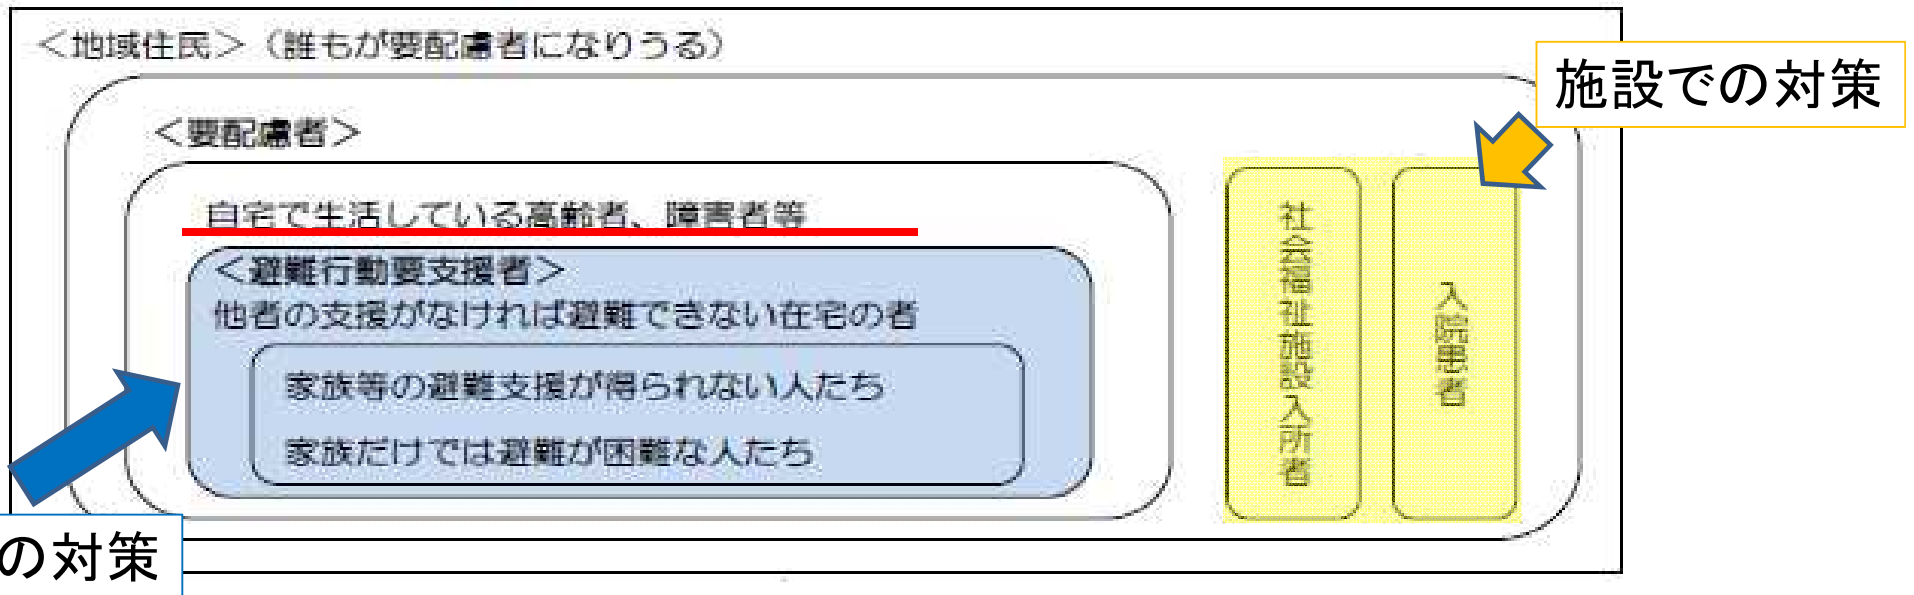 ＜地域住民＞（誰もが要配慮者になりうる）
施設での対策
＜要配慮者＞
自宅で生活している高齢者、障害者等
＜避難行動要支援者＞
他者の支援がなければ避難できない在宅の者
家族等の避難支援が得られない人たち
家族だけでは避難が困難な人たち
社会福祉施設入所者
入院患者
の対策